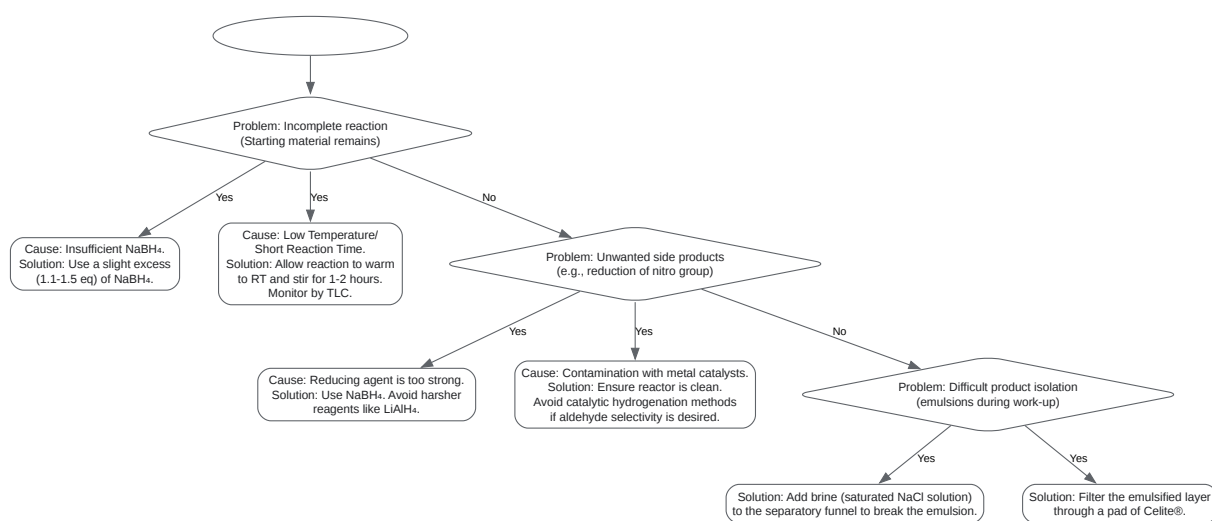 Problem: Incomplete reaction
(Starting material remains)
Yes
Yes
No
Cause: Insufficient NaBH₄.
Solution: Use a slight excess
(1.1-1.5 eq) of NaBH₄.
Cause: Low Temperature/
Short Reaction Time.
Solution: Allow reaction to warm
to RT and stir for 1-2 hours.
Monitor by TLC.
Problem: Unwanted side products
(e.g., reduction of nitro group)
Yes
Yes
No
Cause: Reducing agent is too strong.
Solution: Use NaBH₄. Avoid harsher
reagents like LiAlH₄.
Cause: Contamination with metal catalysts.
Solution: Ensure reactor is clean.
Avoid catalytic hydrogenation methods
if aldehyde selectivity is desired.
Problem: Difficult product isolation
(emulsions during work-up)
Yes
Yes
Solution: Add brine (saturated NaCl solution)
to the separatory funnel to break the emulsion.
Solution: Filter the emulsified layer
through a pad of Celite®.